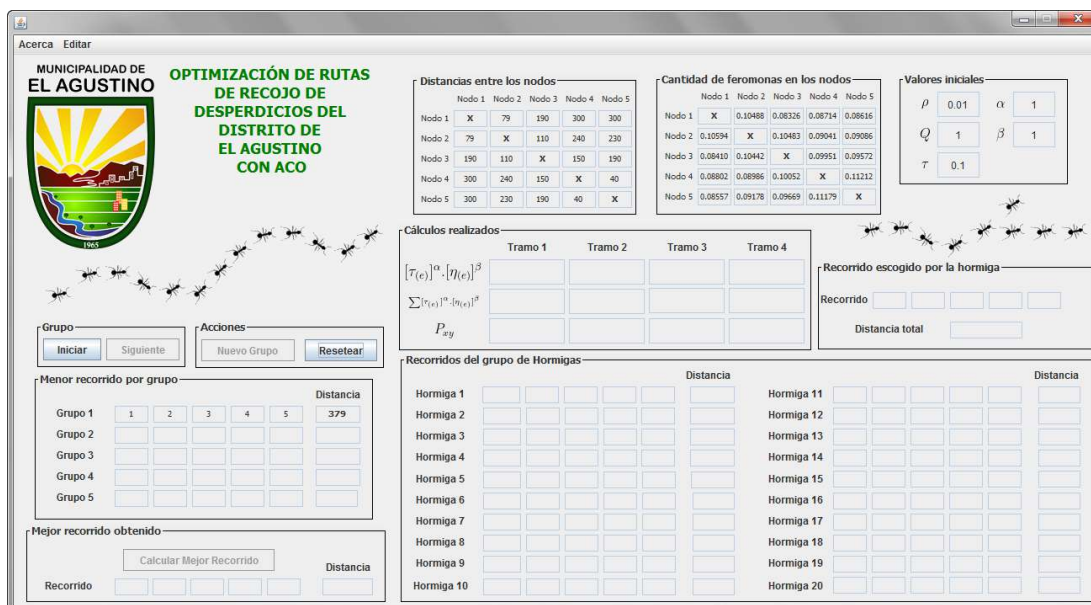 Acerca Editar
MUNICIPALIDAD DE
EL AGUSTINO
1965
OPTIMIZACIÓN DE RUTAS
DE RECOJO DE
DESPERDICIOS DEL
DISTRITO DE
EL AGUSTINO
CON ACO
Distancias entre los nodos
Nodo 1 Nodo 2 Nodo 3 Nodo 4 Nodo 5
Nodo 1 X 79 190 300 300
Nodo 2 79 X 110 240 230
Nodo 3 190 110 X 150 190
Nodo 4 300 240 150 X 40
Nodo 5 300 230 190 40 X
Cantidad de feromonas en los nodos
Nodo 1 Nodo 2 Nodo 3 Nodo 4 Nodo 5
Nodo 1 X 0.10488 0.08326 0.08714 0.08616
Nodo 2 0.10594 X 0.10483 0.09041 0.09086
Nodo 3 0.08410 0.10442 X 0.09951 0.09572
Nodo 4 0.08802 0.08986 0.10052 X 0.11212
Nodo 5 0.08557 0.09178 0.09669 0.11179 X
Valores iniciales
ρ 0.01 α 1
Q 1 β 1
τ 0.1
Cálculos realizados
Tramo 1 Tramo 2 Tramo 3 Tramo 4
[τ(e)]^α.[η(e)]^β
∑[τ(e)]^α.[η(e)]^β
Pxy
Recorrido escogido por la hormiga
Recorrido
Distancia total
Grupo
Iniciar Siguiente
Acciones
Nuevo Grupo Resetear
Menor recorrido por grupo
Distancia
Grupo 1 1 2 3 4 5 379
Grupo 2
Grupo 3
Grupo 4
Grupo 5
Mejor recorrido obtenido
Calcular Mejor Recorrido
Distancia
Recorrido
Recorridos del grupo de Hormigas
Distancia Distancia
Hormiga 1 Hormiga 11
Hormiga 2 Hormiga 12
Hormiga 3 Hormiga 13
Hormiga 4 Hormiga 14
Hormiga 5 Hormiga 15
Hormiga 6 Hormiga 16
Hormiga 7 Hormiga 17
Hormiga 8 Hormiga 18
Hormiga 9 Hormiga 19
Hormiga 10 Hormiga 20